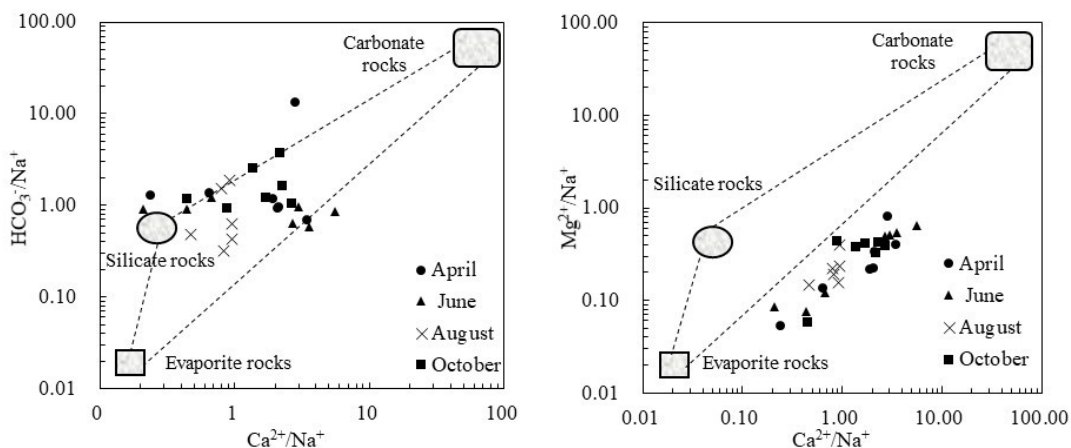 100.00
10.00
1.00
0.10
0.01
HCO₃⁻/Na⁺
0
1
10
100
Ca²⁺/Na⁺
Carbonate
rocks
Silicate rocks
Evaporite rocks
April
June
August
October
100.00
10.00
1.00
0.10
0.01
Mg²⁺/Na⁺
0.01
0.10
1.00
10.00
100.00
Ca²⁺/Na⁺
Carbonate
rocks
Silicate rocks
Evaporite rocks
April
June
August
October